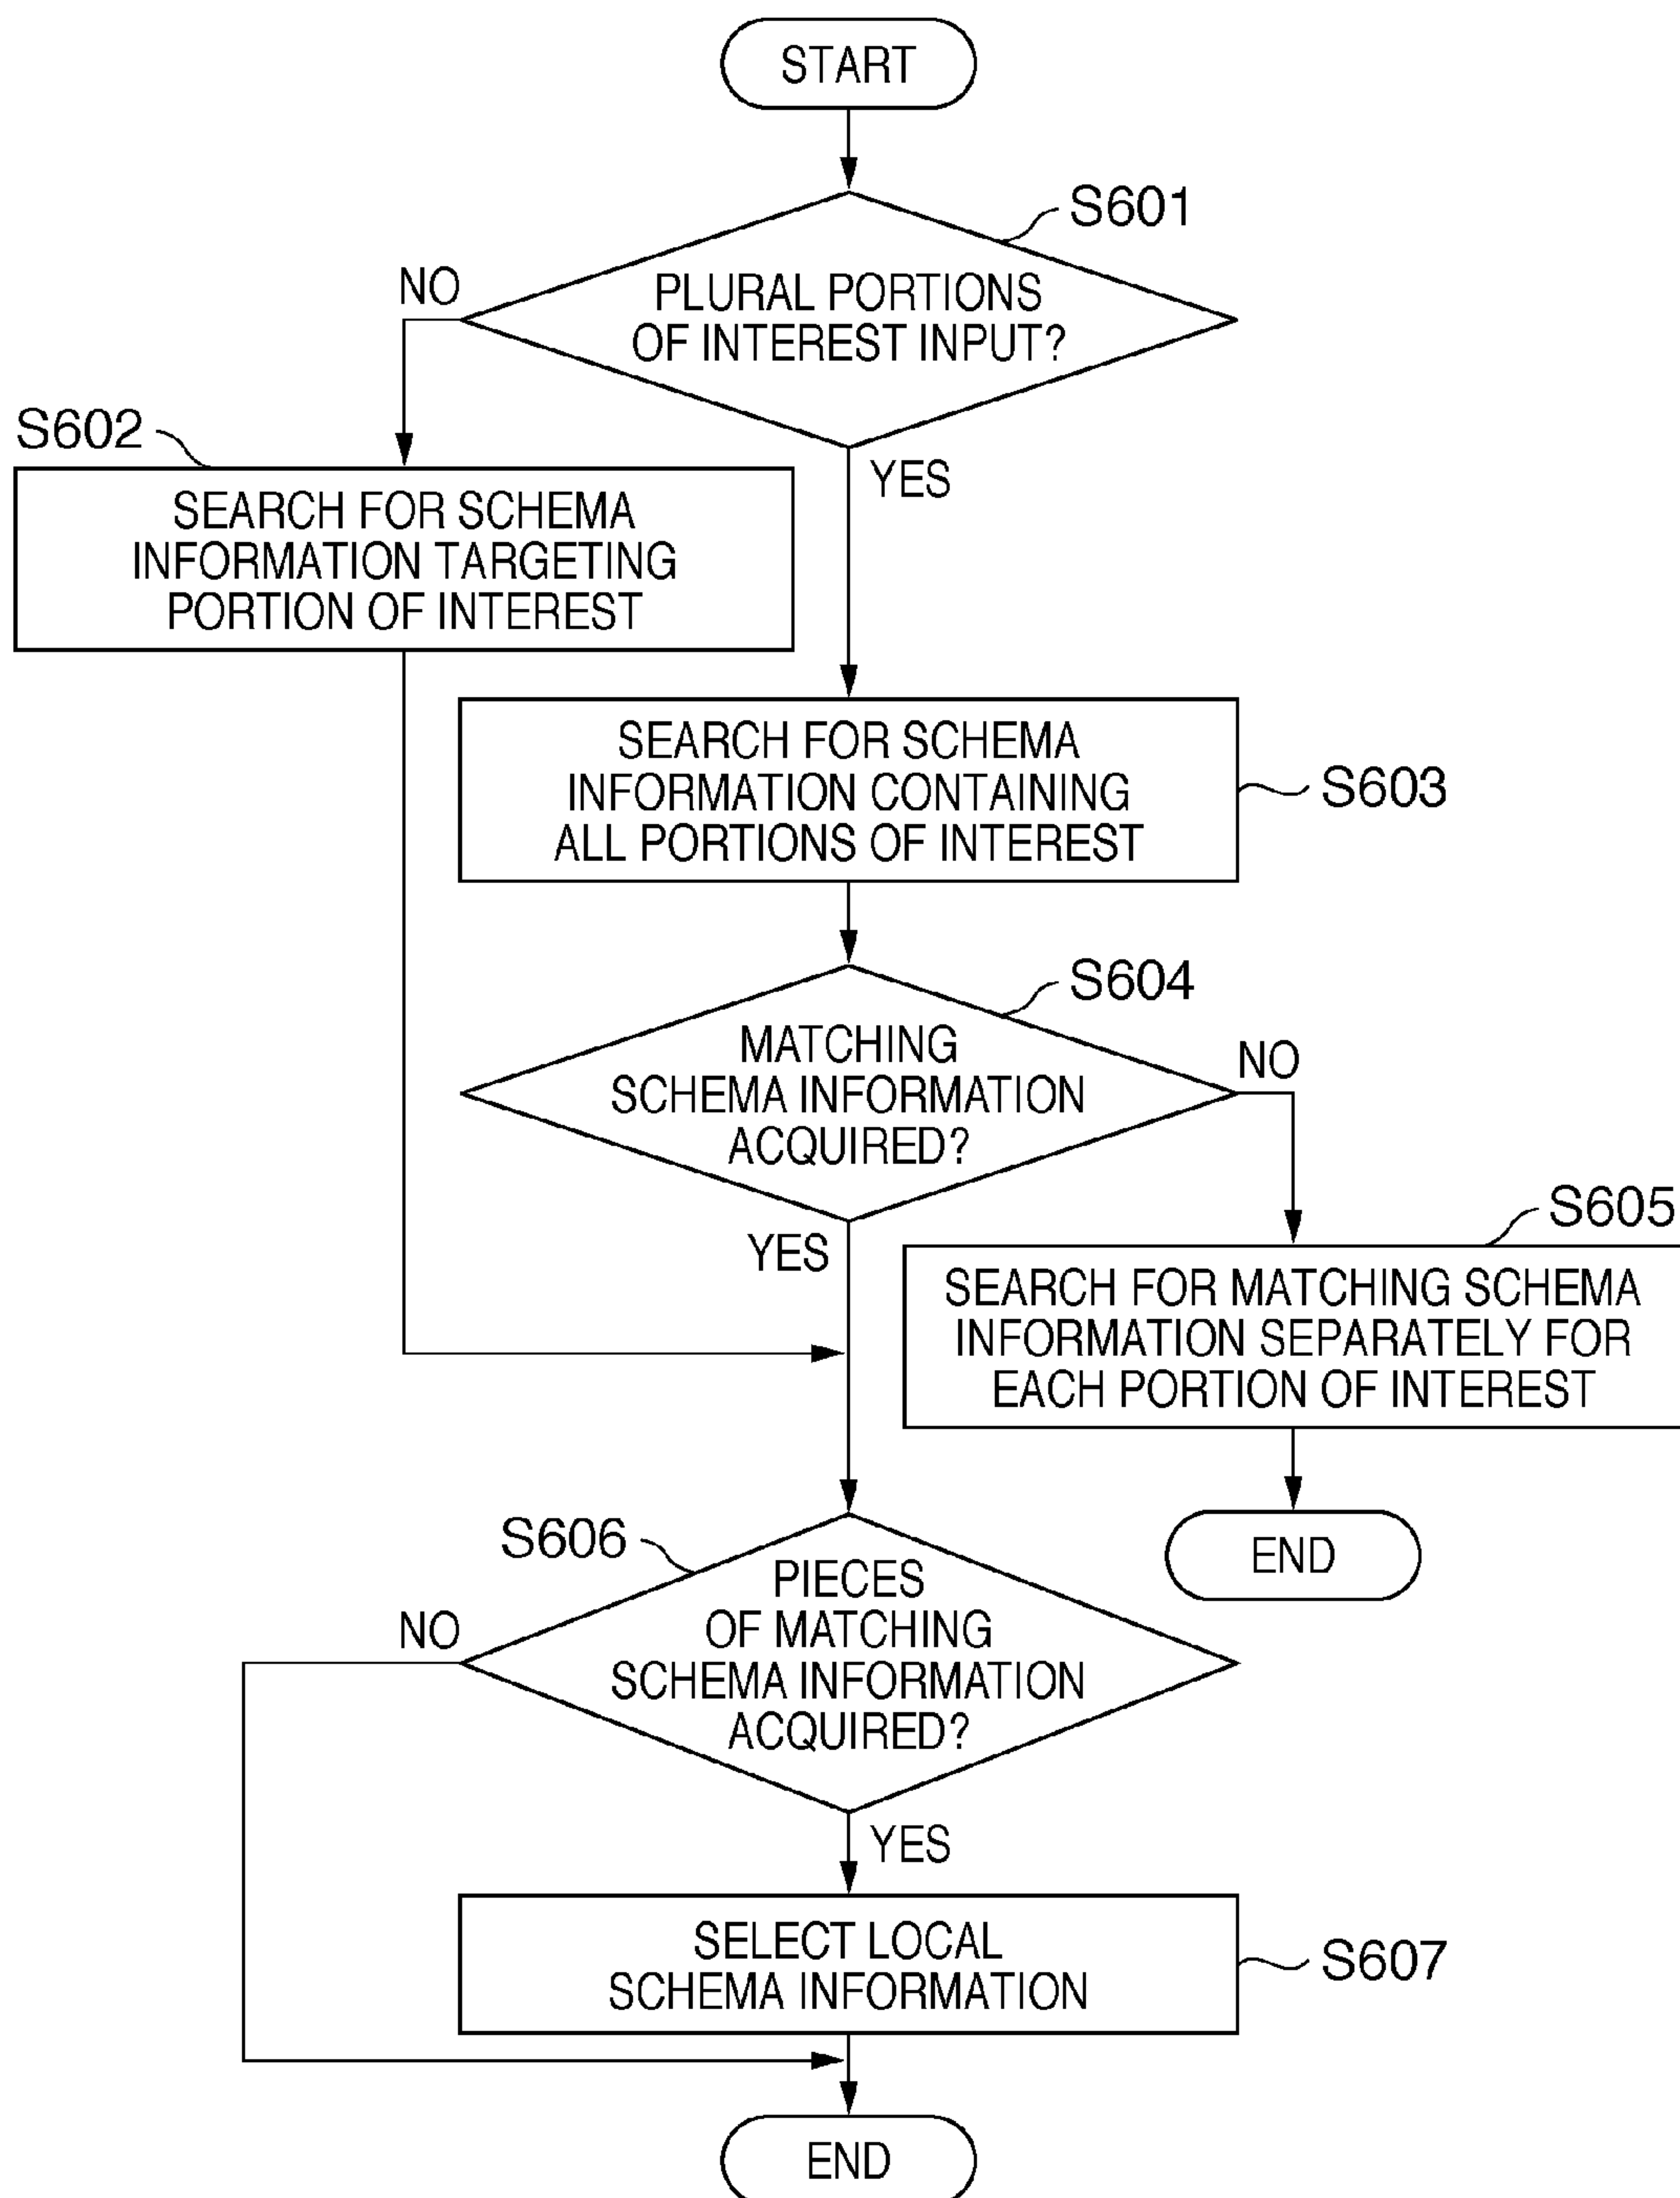 START
S601
NO
PLURAL PORTIONS
OF INTEREST INPUT?
S602
YES
SEARCH FOR SCHEMA
INFORMATION TARGETING
PORTION OF INTEREST
SEARCH FOR SCHEMA
INFORMATION CONTAINING
ALL PORTIONS OF INTEREST
S603
S604
MATCHING
SCHEMA INFORMATION
ACQUIRED?
NO
YES
S605
SEARCH FOR MATCHING SCHEMA
INFORMATION SEPARATELY FOR
EACH PORTION OF INTEREST
END
S606
PIECES
OF MATCHING
SCHEMA INFORMATION
ACQUIRED?
NO
YES
SELECT LOCAL
SCHEMA INFORMATION
S607
END